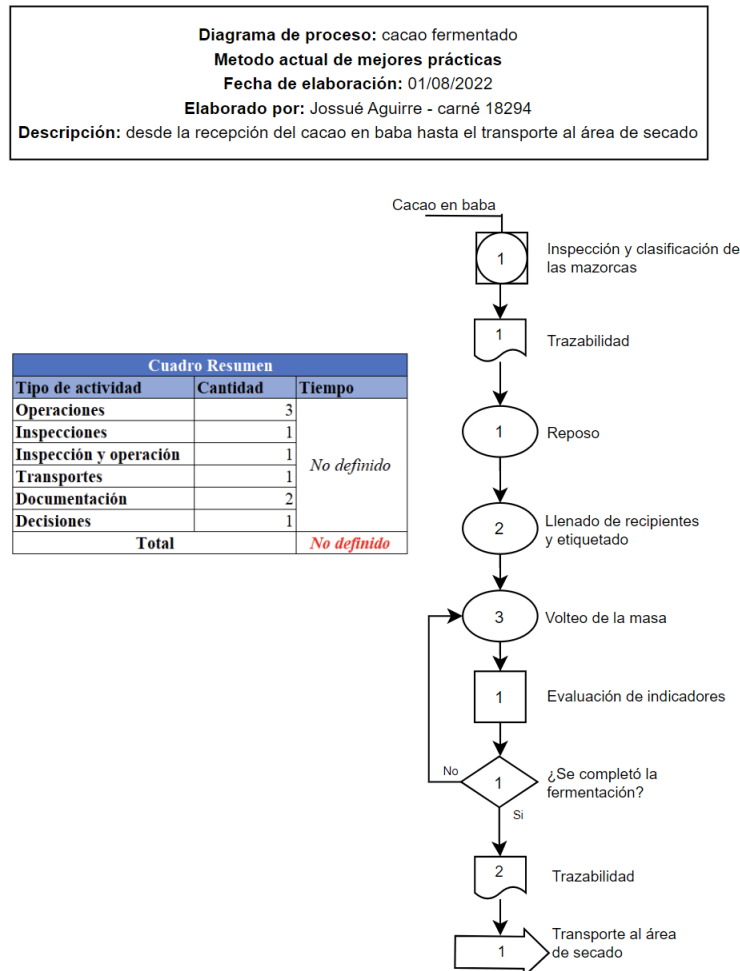 Diagrama de proceso: cacao fermentado
Metodo actual de mejores prácticas
Fecha de elaboración: 01/08/2022
Elaborado por: Jossué Aguirre - carné 18294
Descripción: desde la recepción del cacao en baba hasta el transporte al área de secado
Cacao en baba
1
Inspección y clasificación de
las mazorcas
1
Trazabilidad
Cuadro Resumen
Tipo de actividad Cantidad Tiempo
Operaciones 3
Inspecciones 1
Inspección y operación 1
No definido
Transportes 1
Documentación 2
Decisiones 1
Total No definido
1
Reposo
2
Llenado de recipientes
y etiquetado
3
Volteo de la masa
1
Evaluación de indicadores
No
1
¿Se completó la
fermentación?
Si
2
Trazabilidad
1
Transporte al área
de secado